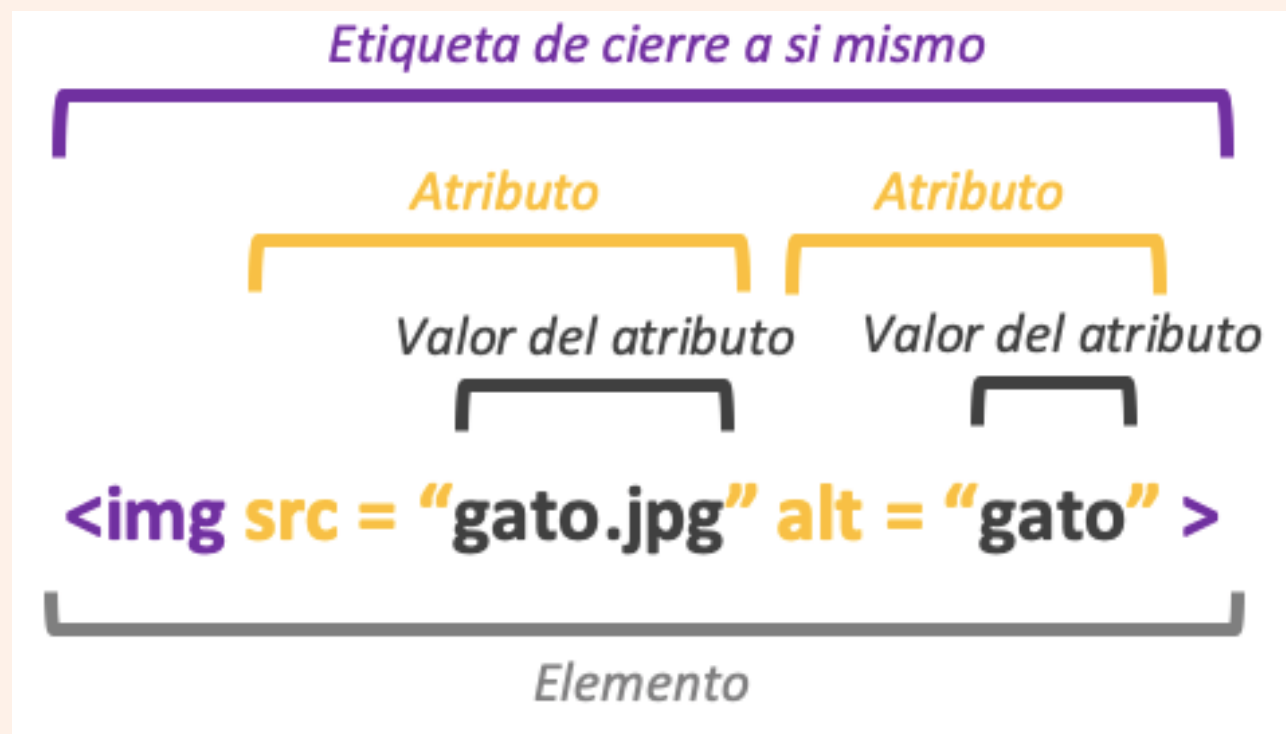 Etiqueta de cierre a si mismo
Atributo Atributo
Valor del atributo Valor del atributo
<img src = “gato.jpg” alt = “gato” >
Elemento